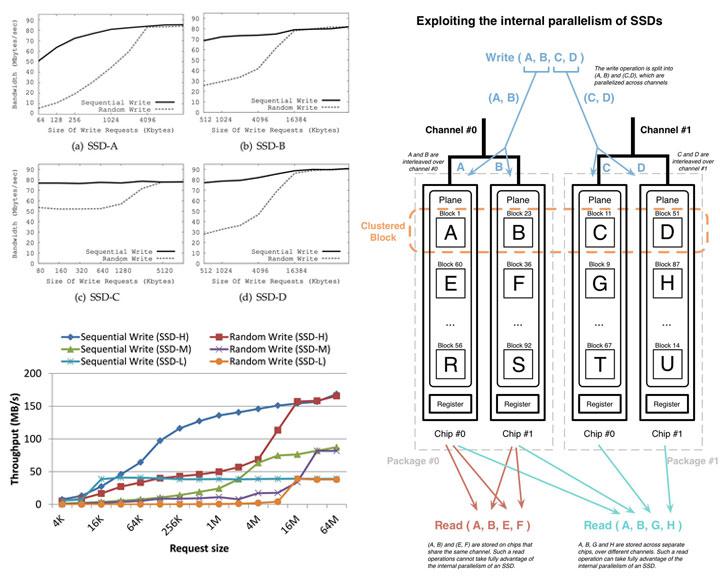 90
80
70
60
50
40
30
20
10
0
Bandwidth (Mbytes/sec)
Sequential Write
Random Write
64 128 256 1024 4096
Size Of Write Requests (Kbytes)
(a) SSD-A
90
80
70
60
50
40
30
20
10
0
Bandwidth (Mbytes/sec)
Sequential Write
Random Write
512 1024 4096 16384
Size Of Write Requests (Kbytes)
(b) SSD-B
90
80
70
60
50
40
30
20
10
0
Bandwidth (Mbytes/sec)
Sequential Write
Random Write
80 160 320 640 1280 5120
Size Of Write Requests (Kbytes)
(c) SSD-C
90
80
70
60
50
40
30
20
10
0
Bandwidth (Mbytes/sec)
Sequential Write
Random Write
512 1024 4096 16384
Size Of Write Requests (Kbytes)
(d) SSD-D
Sequential Write (SSD-H) Random Write (SSD-H)
Sequential Write (SSD-M) Random Write (SSD-M)
Sequential Write (SSD-L) Random Write (SSD-L)
200
150
100
50
0
Throughput (MB/s)
4K 16K 64K 256K 1M 4M 16M 64M
Request size
Exploiting the internal parallelism of SSDs
Write ( A, B, C, D )
The write operation is split into
(A, B) and (C,D), which are
parallelized across channels
(A, B) (C, D)
Channel #0 Channel #1
A and B are
interleaved over
channel #0
C and D are
interleaved over
channel #1
A B C D
Clustered
Block
Plane Plane Plane Plane
Block 1 Block 23 Block 11 Block 51
A B C D
Block 60 Block 36 Block 9 Block 87
E F G H
... ... ... ...
Block 56 Block 92 Block 67 Block 14
R S T U
Register Register Register Register
Chip #0 Chip #1 Chip #0 Chip #1
Package #0 Package #1
Read ( A, B, E, F ) Read ( A, B, G, H )
(A, B) and (E, F) are stored on chips that
share the same channel. Such a read
operations cannot take fully advantage of
the internal parallelism of an SSD.
A, B, G and H are stored across separate
chips, over different channels. Such a read
operation can take fully advantage of the
internal parallelism of an SSD.